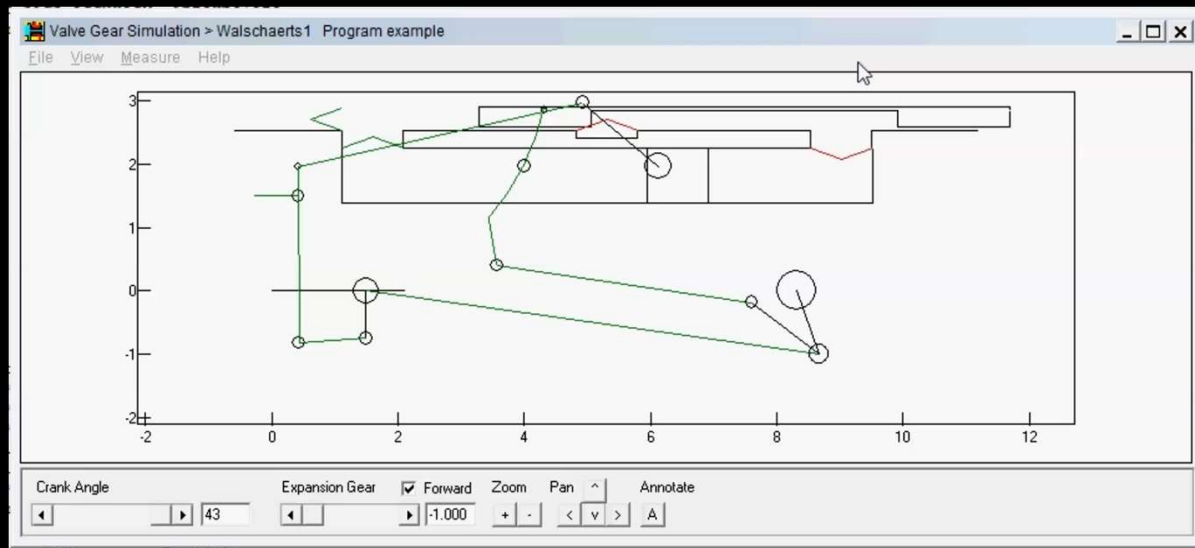 Valve Gear Simulation > Walschaerts1 Program example
File View Measure Help
3
2
1
0
-1
-2
-2 0 2 4 6 8 10 12
Crank Angle Expansion Gear Forward Zoom Pan ^ Annotate
43 -1.000 + - < v > A